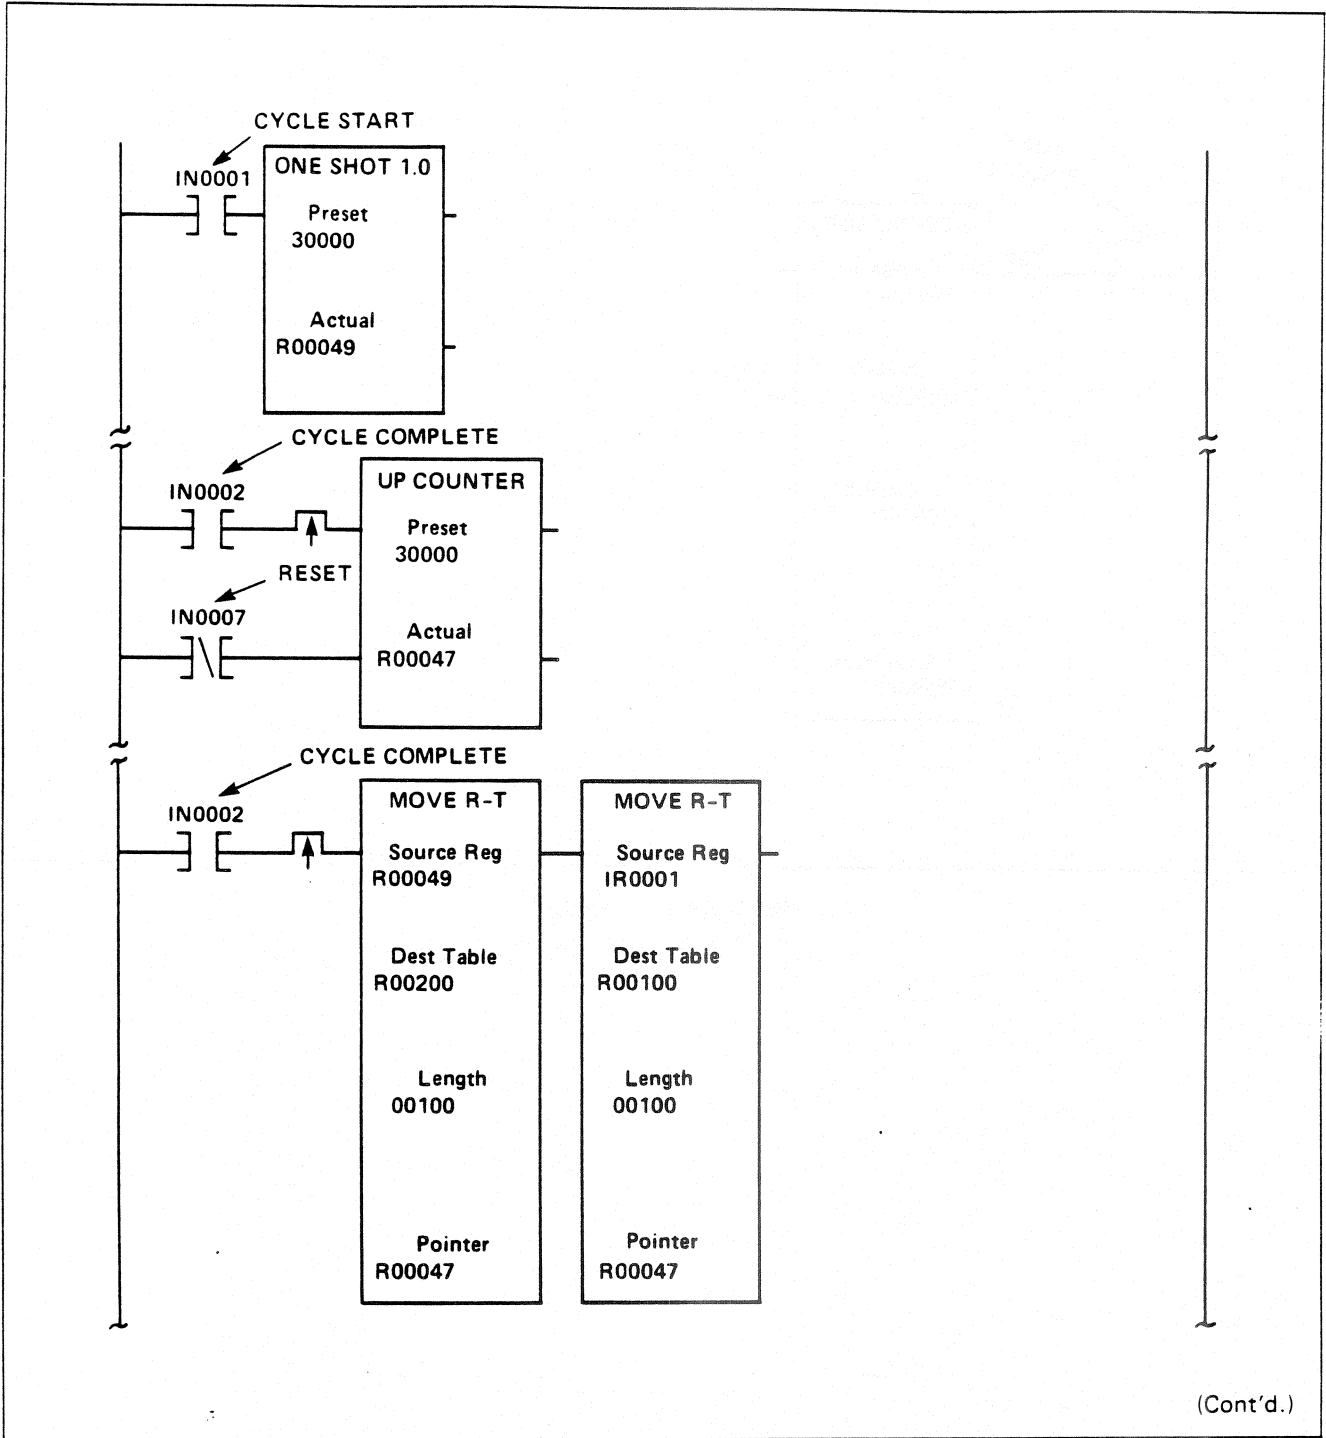 CYCLE START
IN0001
ONE SHOT 1.0
Preset
30000
Actual
R00049
CYCLE COMPLETE
IN0002
UP COUNTER
Preset
30000
RESET
IN0007
Actual
R00047
CYCLE COMPLETE
IN0002
MOVE R-T
Source Reg
R00049
Dest Table
R00200
Length
00100
Pointer
R00047
MOVE R-T
Source Reg
IR0001
Dest Table
R00100
Length
00100
Pointer
R00047
(Cont'd.)